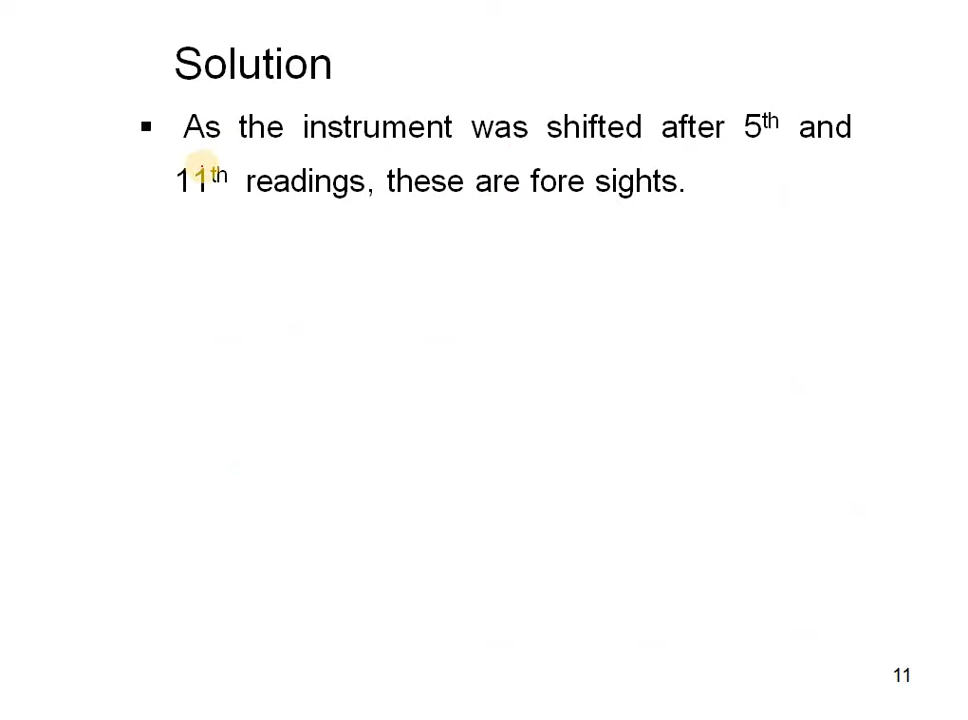 Solution
▪ As the instrument was shifted after 5th and
11th readings, these are fore sights.
11